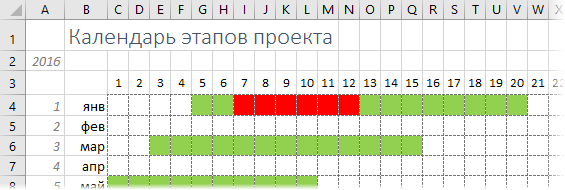 A B C D E F G H I J K L M N O P Q R S T U V W X
1 Календарь этапов проекта
2 2016
3 1 2 3 4 5 6 7 8 9 10 11 12 13 14 15 16 17 18 19 20 21 22
4 1 янв
5 2 фев
6 3 мар
7 4 апр
8 5 май